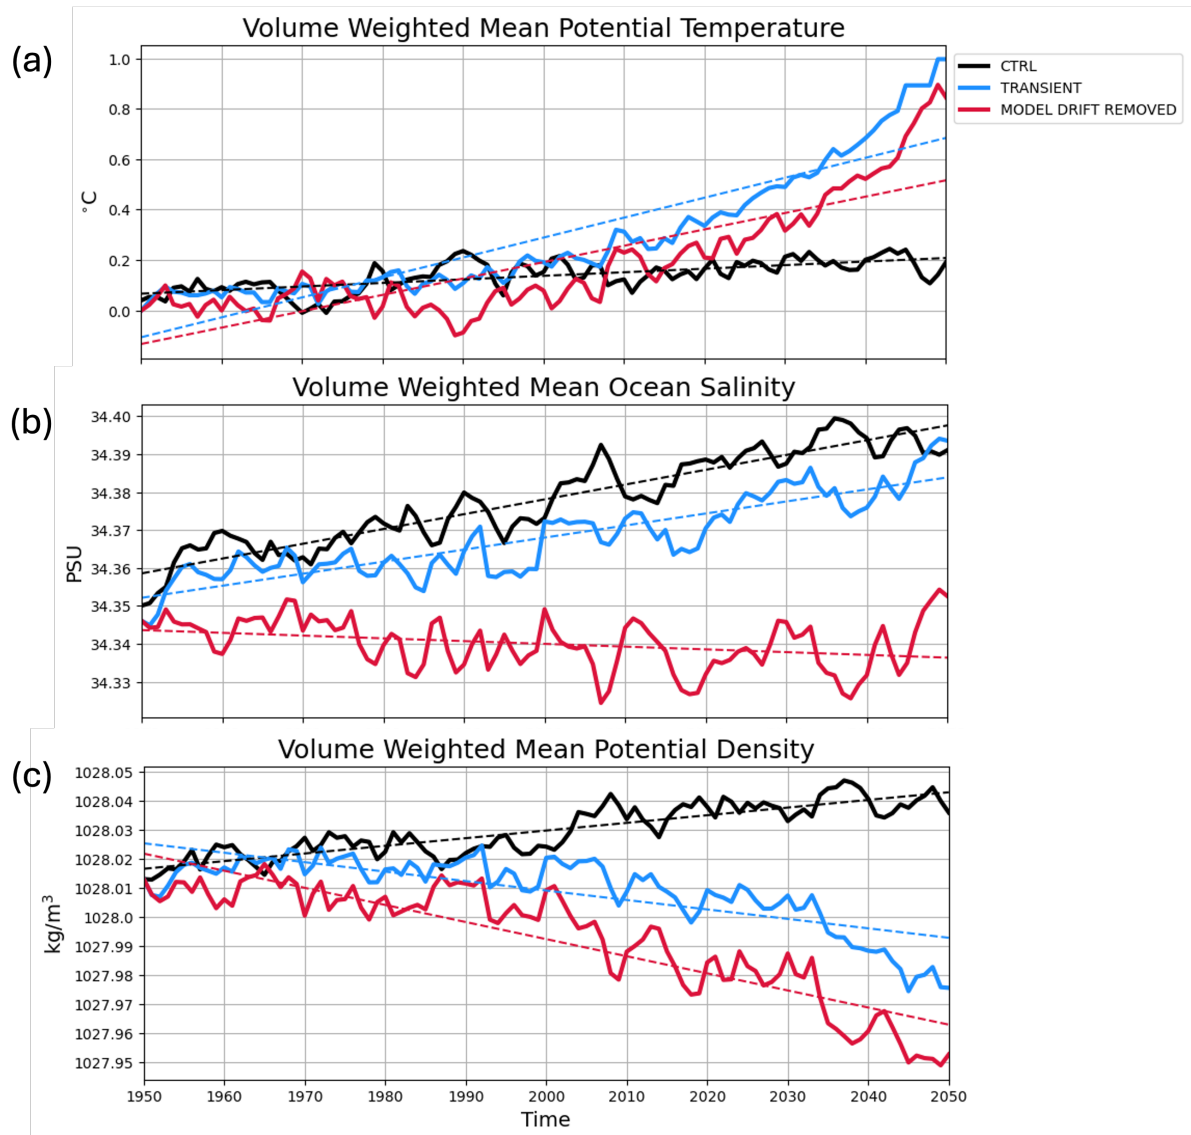 (a)
Volume Weighted Mean Potential Temperature
1.0
0.8
0.6
0.4
0.2
0.0
°C
CTRL
TRANSIENT
MODEL DRIFT REMOVED
(b)
Volume Weighted Mean Ocean Salinity
34.40
34.39
34.38
34.37
34.36
34.35
34.34
34.33
PSU
(c)
Volume Weighted Mean Potential Density
1028.05
1028.04
1028.03
1028.02
1028.01
1028.0
1027.99
1027.98
1027.97
1027.96
1027.95
kg/m³
1950 1960 1970 1980 1990 2000 2010 2020 2030 2040 2050
Time